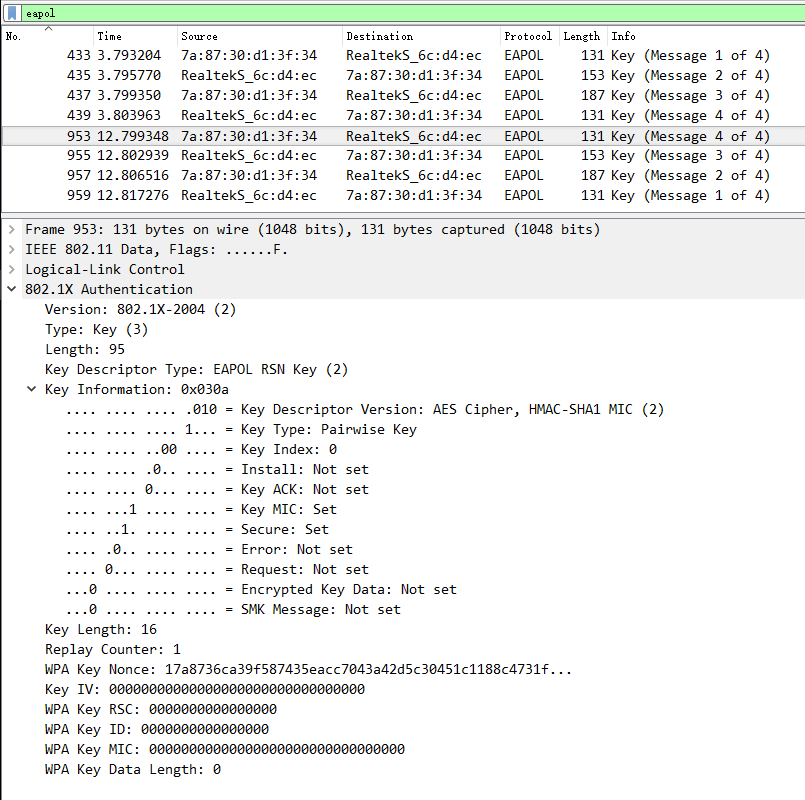 eapol
No. Time Source Destination Protocol Length Info
433 3.793204 7a:87:30:d1:3f:34 RealtekS_6c:d4:ec EAPOL 131 Key (Message 1 of 4)
435 3.795770 RealtekS_6c:d4:ec 7a:87:30:d1:3f:34 EAPOL 153 Key (Message 2 of 4)
437 3.799350 7a:87:30:d1:3f:34 RealtekS_6c:d4:ec EAPOL 187 Key (Message 3 of 4)
439 3.803963 RealtekS_6c:d4:ec 7a:87:30:d1:3f:34 EAPOL 131 Key (Message 4 of 4)
953 12.799348 7a:87:30:d1:3f:34 RealtekS_6c:d4:ec EAPOL 131 Key (Message 4 of 4)
955 12.802939 RealtekS_6c:d4:ec 7a:87:30:d1:3f:34 EAPOL 153 Key (Message 3 of 4)
957 12.806516 7a:87:30:d1:3f:34 RealtekS_6c:d4:ec EAPOL 187 Key (Message 2 of 4)
959 12.817276 RealtekS_6c:d4:ec 7a:87:30:d1:3f:34 EAPOL 131 Key (Message 1 of 4)
Frame 953: 131 bytes on wire (1048 bits), 131 bytes captured (1048 bits)
IEEE 802.11 Data, Flags: ......F.
Logical-Link Control
802.1X Authentication
Version: 802.1X-2004 (2)
Type: Key (3)
Length: 95
Key Descriptor Type: EAPOL RSN Key (2)
Key Information: 0x030a
.... .... .... .010 = Key Descriptor Version: AES Cipher, HMAC-SHA1 MIC (2)
.... .... .... 1... = Key Type: Pairwise Key
.... .... ..00 .... = Key Index: 0
.... .... .0.. .... = Install: Not set
.... .... 0... .... = Key ACK: Not set
.... ...1 .... .... = Key MIC: Set
.... ..1. .... .... = Secure: Set
.... .0.. .... .... = Error: Not set
.... 0... .... .... = Request: Not set
...0 .... .... .... = Encrypted Key Data: Not set
...0 .... .... .... = SMK Message: Not set
Key Length: 16
Replay Counter: 1
WPA Key Nonce: 17a8736ca39f587435eacc7043a42d5c30451c1188c4731f...
Key IV: 00000000000000000000000000000000
WPA Key RSC: 0000000000000000
WPA Key ID: 0000000000000000
WPA Key MIC: 00000000000000000000000000000000
WPA Key Data Length: 0